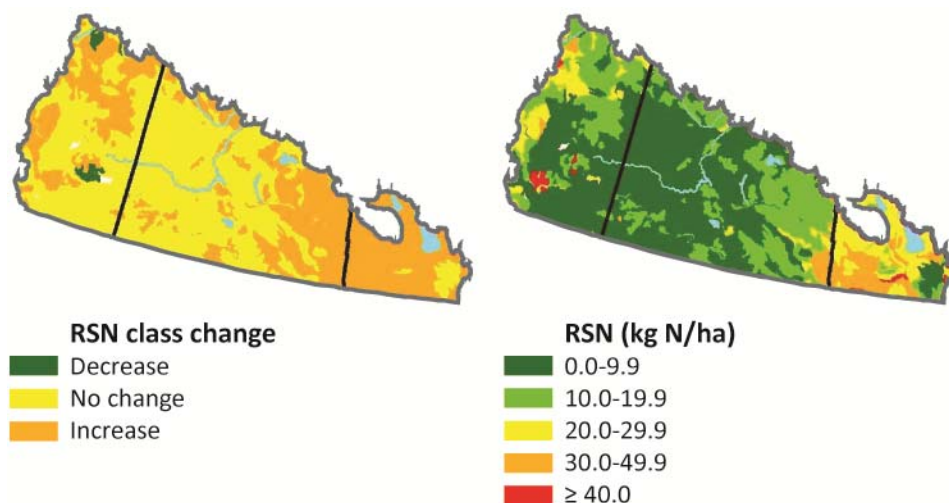 RSN class change
Decrease
No change
Increase
RSN (kg N/ha)
0.0-9.9
10.0-19.9
20.0-29.9
30.0-49.9
≥ 40.0